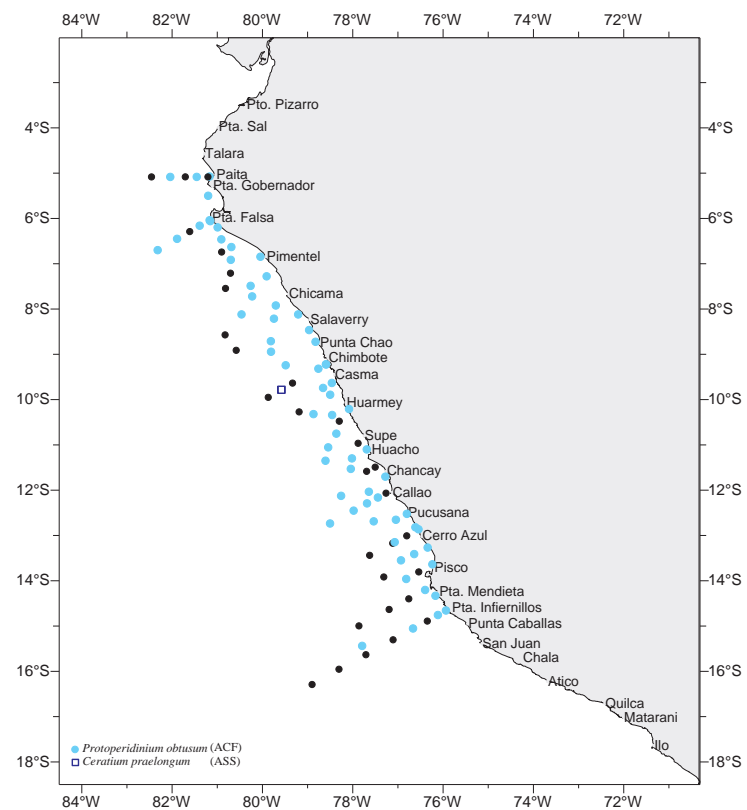 84°W 82°W 80°W 78°W 76°W 74°W 72°W
Pto. Pizarro
4°S 4°S
Pta. Sal
Talara
Paita
Pta. Gobernador
6°S 6°S
Pta. Falsa
Pimentel
Chicama
8°S 8°S
Salaverry
Punta Chao
Chimbote
Casma
10°S 10°S
Huarmey
Supe
Huacho
Chancay
12°S 12°S
Callao
Pucusana
Cerro Azul
Pisco
14°S 14°S
Pta. Mendieta
Pta. Infiernillos
Punta Caballas
San Juan
Chala
16°S 16°S
Atico
Quilca
Matarani
Ilo
Protoperidinium obtusum (ACF)
Ceratium praelongum (ASS)
18°S 18°S
84°W 82°W 80°W 78°W 76°W 74°W 72°W